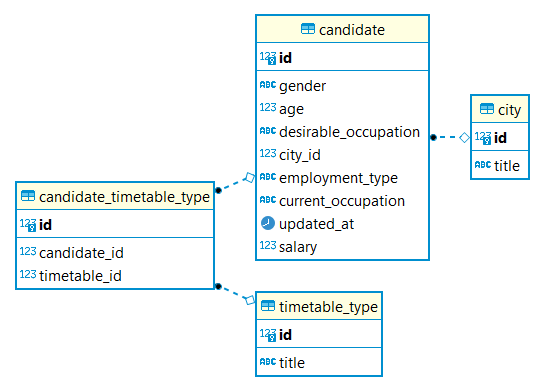 candidate
123 id
ABC gender
123 age
ABC desirable_occupation
123 city_id
ABC employment_type
ABC current_occupation
updated_at
123 salary
city
123 id
ABC title
candidate_timetable_type
123 id
123 candidate_id
123 timetable_id
timetable_type
123 id
ABC title